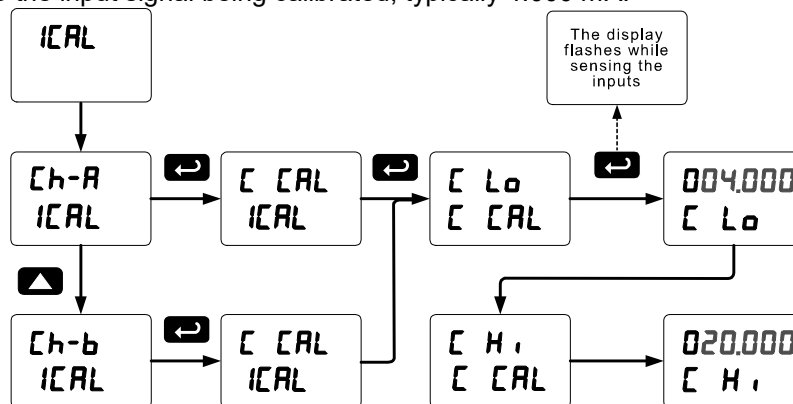 the input signal being calibrated, typically 4.000 mA.
ICAL
The display
flashes while
sensing the
inputs
Ch-A
ICAL
C CAL
ICAL
C Lo
C CAL
004.000
C Lo
Ch-b
ICAL
C CAL
ICAL
C Hi
C CAL
020.000
C Hi